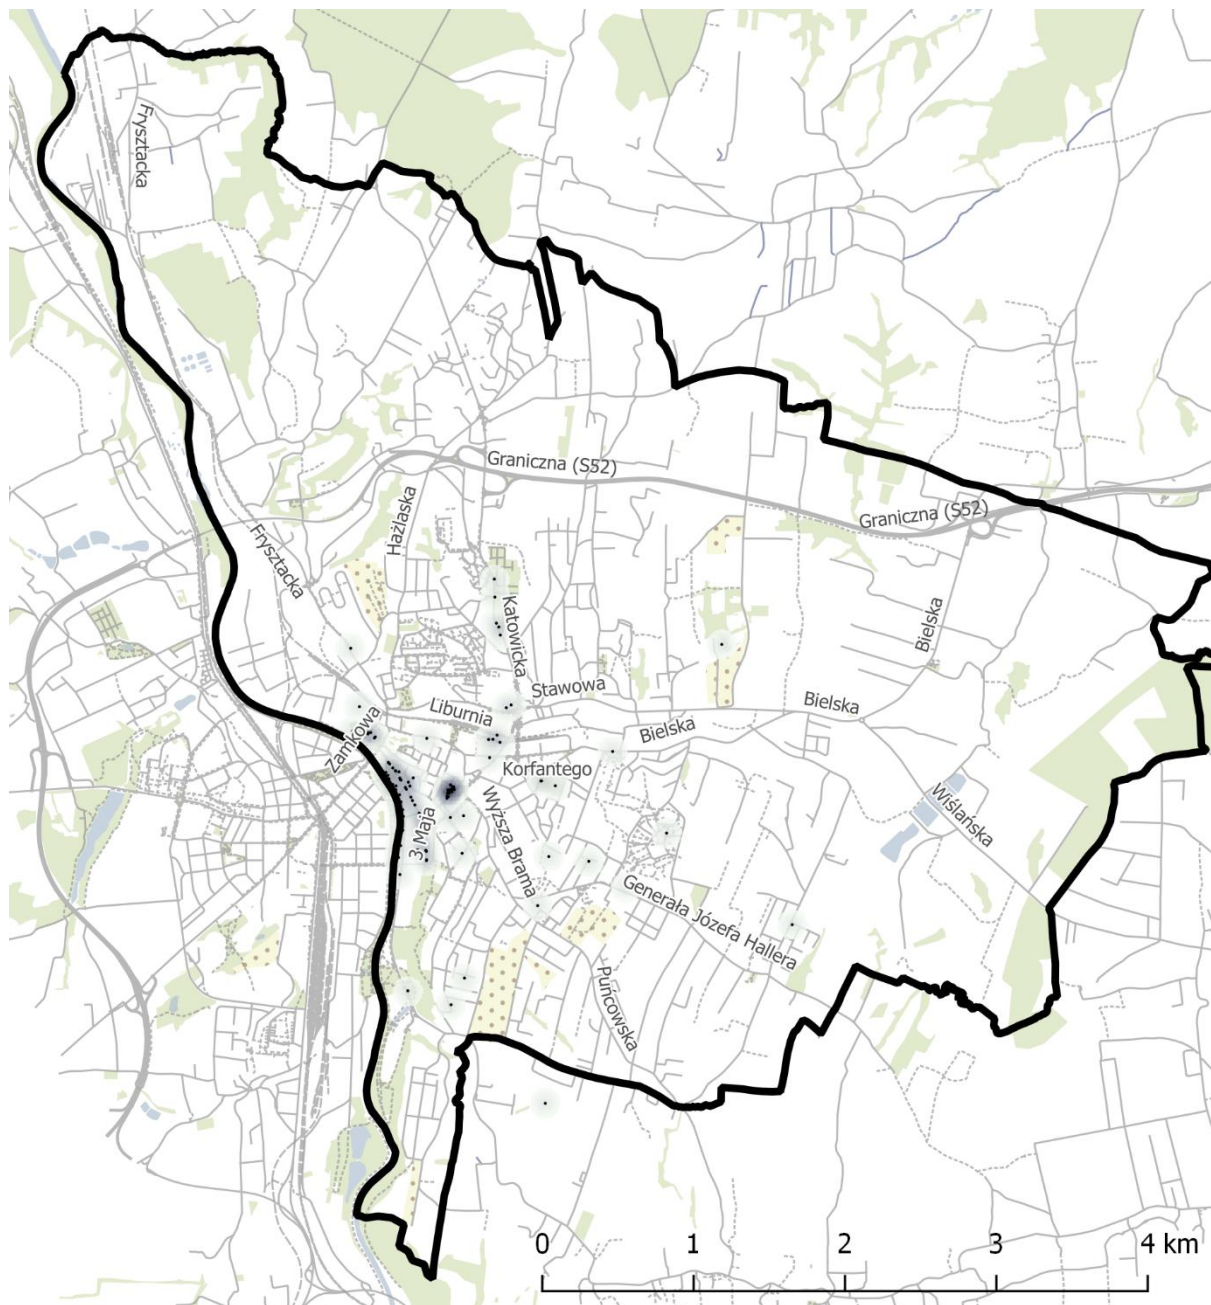 Frysztacka
Graniczna (S52)
Graniczna (S52)
Hażlaska
Frysztacka
Katowicka
Bielska
Stawowa
Liburnia
Bielska
Bielska
Zamkowa
Korfantego
Wyższa Brama
Wiślańska
3 Maja
Generała Józefa Hallera
Puńcowska
0 1 2 3 4 km